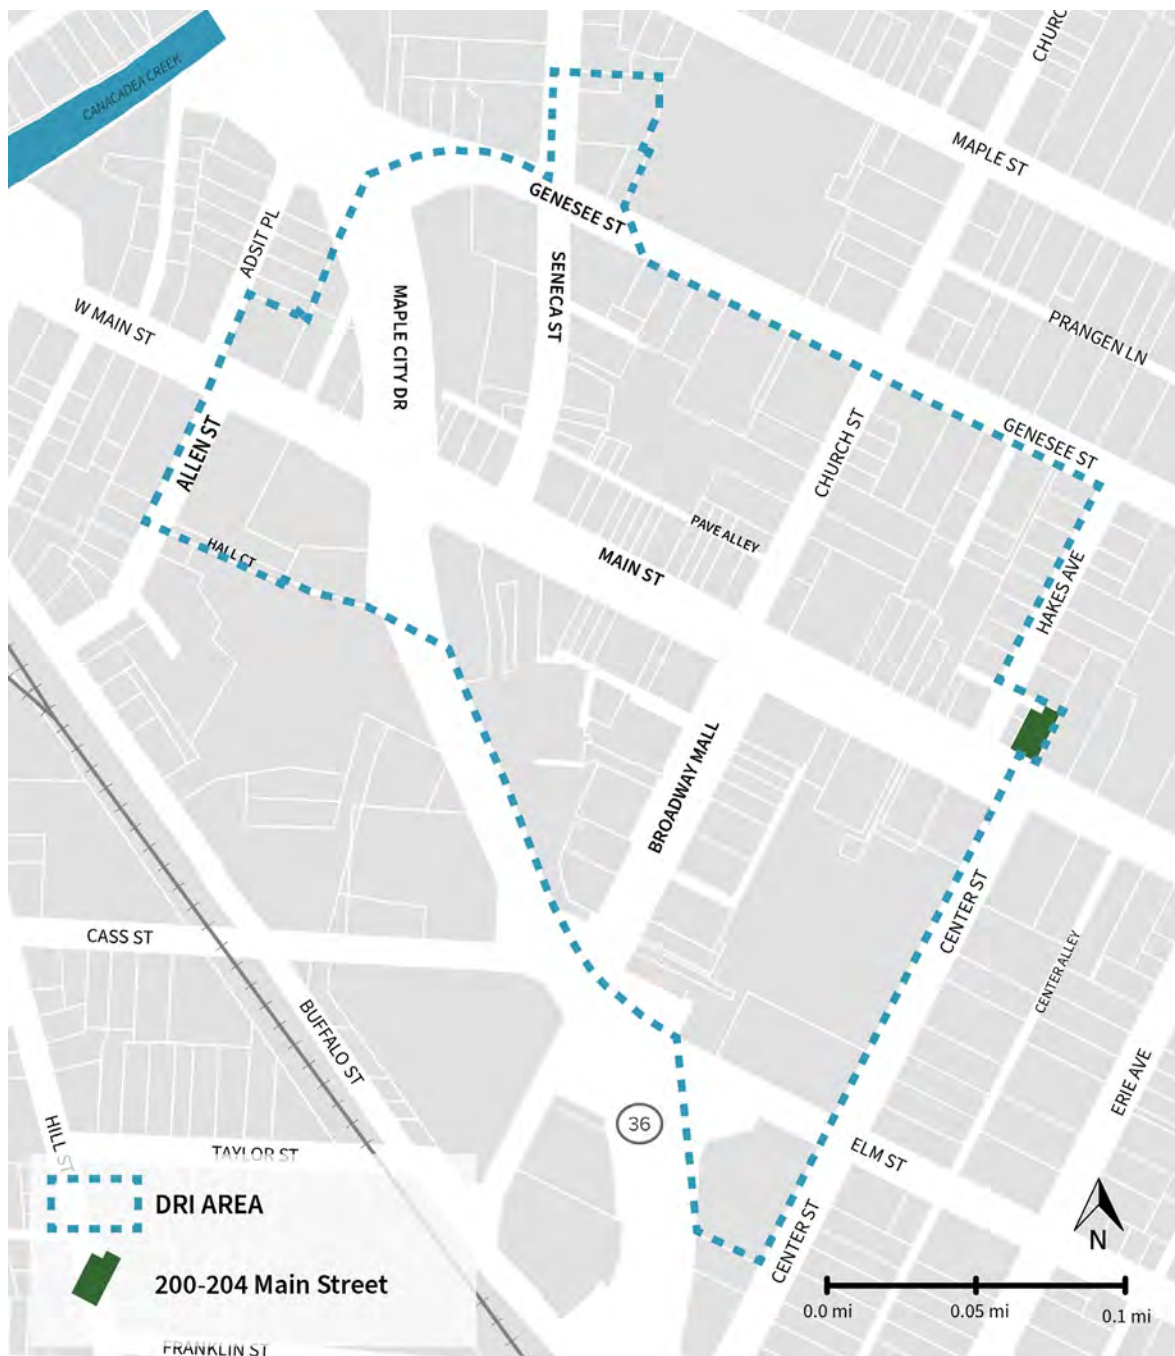 CHURC
CANACADEA CREEK
MAPLE ST
GENESEE ST
ADSIT PL
SENECA ST
MAPLE CITY DR
W MAIN ST
PRANGEN LN
ALLEN ST
CHURCH ST
GENESEE ST
PAVE ALLEY
HALL CT
MAIN ST
HAKES AVE
BROADWAY MALL
CENTER ST
CASS ST
CENTER ALLEY
BUFFALO ST
ERIE AVE
36
HILL ST
TAYLOR ST
ELM ST
DRI AREA
CENTER ST
N
200-204 Main Street
0.0 mi
0.05 mi
0.1 mi
FRANKLIN ST